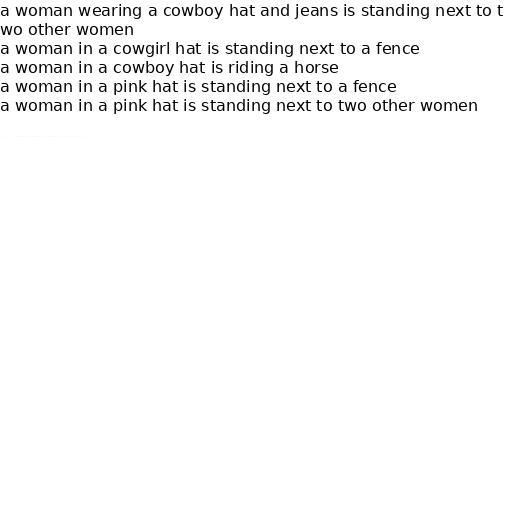 a woman wearing a cowboy hat and jeans is standing next to t
wo other women
a woman in a cowgirl hat is standing next to a fence
a woman in a cowboy hat is riding a horse
a woman in a pink hat is standing next to a fence
a woman in a pink hat is standing next to two other women